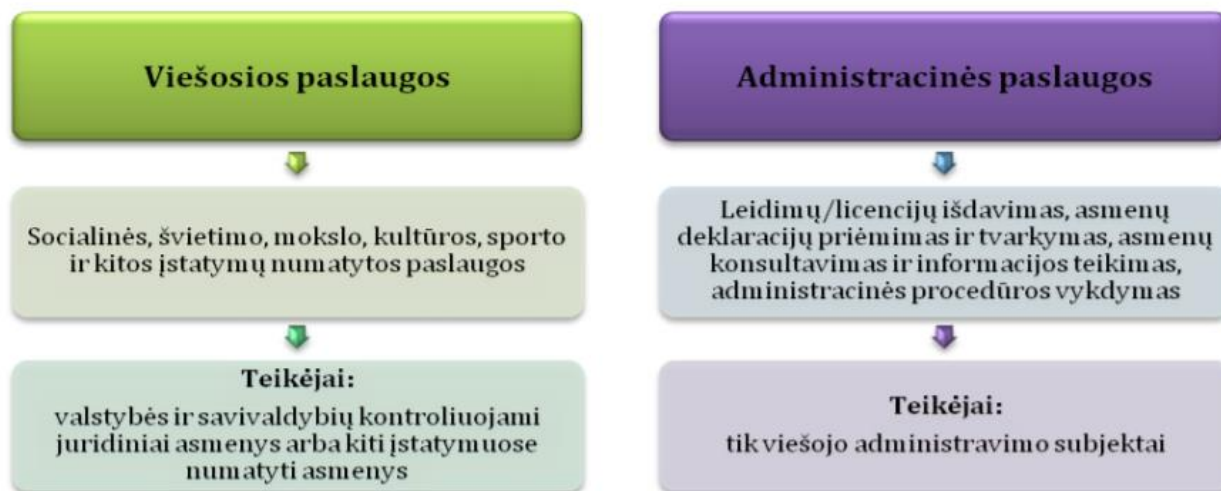 Viešosios paslaugos
Socialinės, švietimo, mokslo, kultūros, sporto
ir kitos įstatymų numatytos paslaugos
Teikėjai:
valstybės ir savivaldybių kontroliuojami
juridiniai asmenys arba kiti įstatymuose
numatyti asmenys
Administracinės paslaugos
Leidimų/licencijų išdavimas, asmenų
deklaracijų priėmimas ir tvarkymas, asmenų
konsultavimas ir informacijos teikimas,
administracinės procedūros vykdymas
Teikėjai:
tik viešojo administravimo subjektai